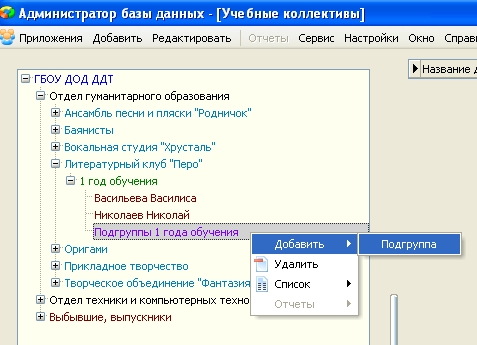 Администратор базы данных - [Учебные коллективы]
Приложения Добавить Редактировать Отчеты Сервис Настройки Окно
Название
ГБОУ ДОД ДДТ
Отдел гуманитарного образования
Ансамбль песни и пляски "Родничок"
Баянисты
Вокальная студия "Хрусталь"
Литературный клуб "Перо"
1 год обучения
Васильева Василиса
Николаев Николай
Подгруппы 1 года обучения
Добавить Подгруппа
Оригами
Удалить
Прикладное творчество
Творческое объединение "Фантазия
Список
Отдел техники и компьютерных техно
Отчеты
Выбывшие, выпускники